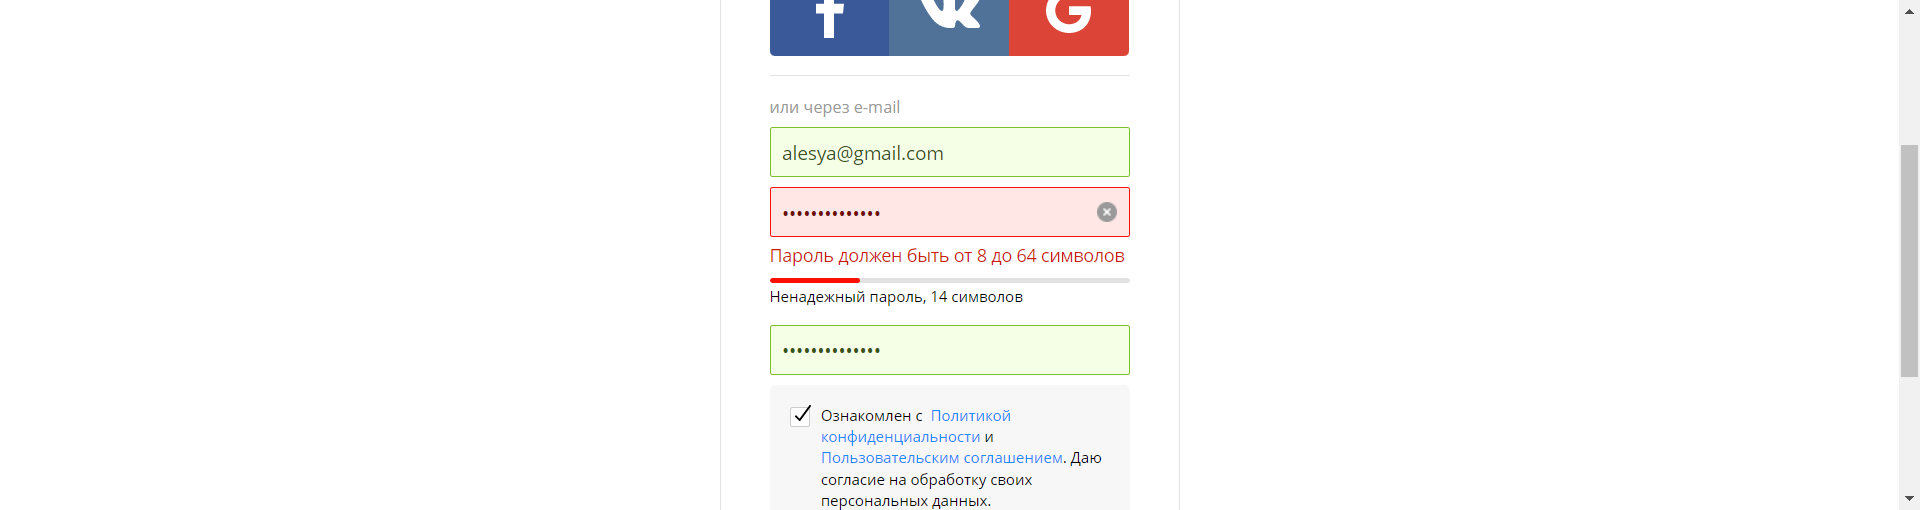 или через e-mail
alesya@gmail.com
••••••••••••••
Пароль должен быть от 8 до 64 символов
Ненадежный пароль, 14 символов
••••••••••••••
Ознакомлен с Политикой
конфиденциальности и
Пользовательским соглашением. Даю
согласие на обработку своих
персональных данных.